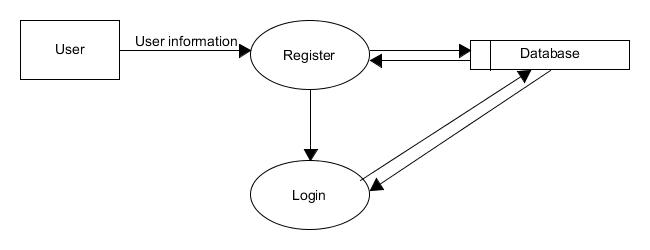 User
User information
Register
Database
Login